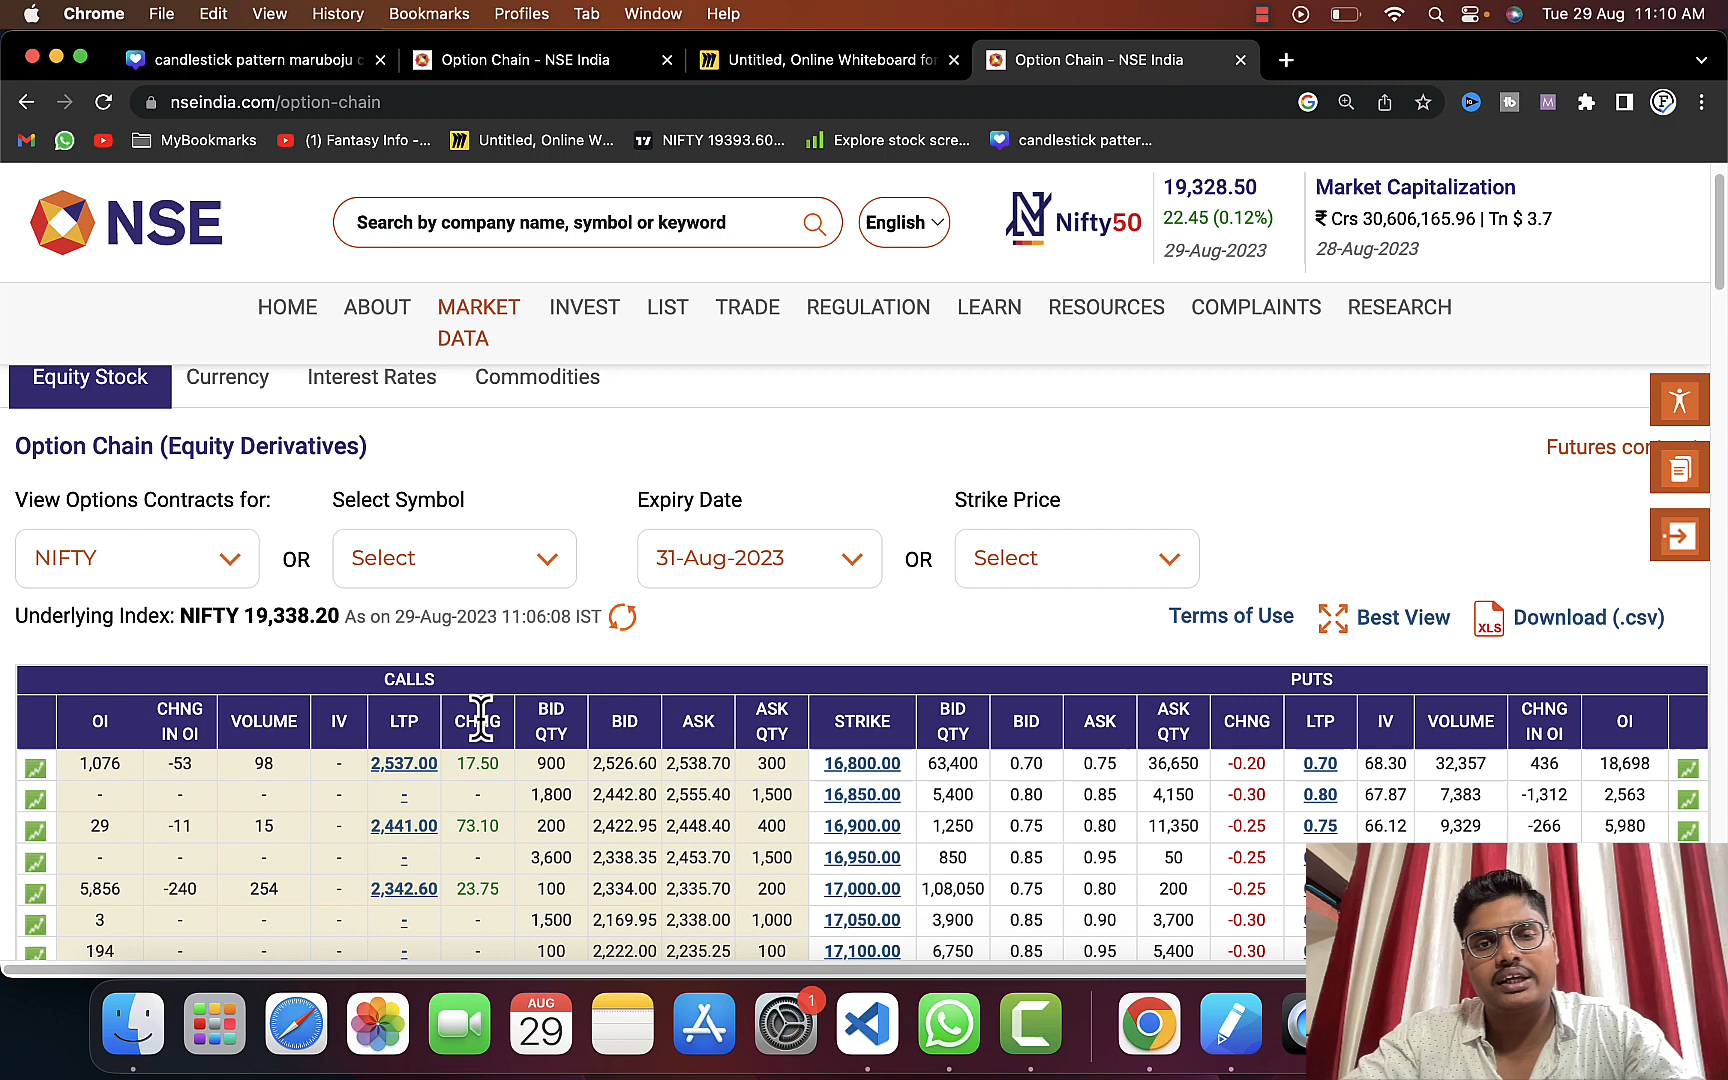 Chrome File Edit View History Bookmarks Profiles Tab Window Help Tue 29 Aug 11:10 AM
candlestick pattern maruboju c Option Chain - NSE India Untitled, Online Whiteboard for Option Chain - NSE India
nseindia.com/option-chain
MyBookmarks (1) Fantasy Info -... Untitled, Online W... NIFTY 19393.60... Explore stock scre... candlestick patter...
NSE
Search by company name, symbol or keyword
English
Nifty50
19,328.50
22.45 (0.12%)
29-Aug-2023
Market Capitalization
₹ Crs 30,606,165.96 | Tn $ 3.7
28-Aug-2023
HOME ABOUT MARKET DATA INVEST LIST TRADE REGULATION LEARN RESOURCES COMPLAINTS RESEARCH
Equity Stock Currency Interest Rates Commodities
Option Chain (Equity Derivatives)
Futures con
View Options Contracts for: Select Symbol Expiry Date Strike Price
NIFTY OR Select 31-Aug-2023 OR Select
Underlying Index: NIFTY 19,338.20 As on 29-Aug-2023 11:06:08 IST
Terms of Use Best View XLS Download (.csv)
CALLS PUTS
OI CHNG IN OI VOLUME IV LTP CHNG BID QTY BID ASK ASK QTY STRIKE BID QTY BID ASK ASK QTY CHNG LTP IV VOLUME CHNG IN OI OI
1,076 -53 98 - 2,537.00 17.50 900 2,526.60 2,538.70 300 16,800.00 63,400 0.70 0.75 36,650 -0.20 0.70 68.30 32,357 436 18,698
- - - - - - 1,800 2,442.80 2,555.40 1,500 16,850.00 5,400 0.80 0.85 4,150 -0.30 0.80 67.87 7,383 -1,312 2,563
29 -11 15 - 2,441.00 73.10 200 2,422.95 2,448.40 400 16,900.00 1,250 0.75 0.80 11,350 -0.25 0.75 66.12 9,329 -266 5,980
- - - - - - 3,600 2,338.35 2,453.70 1,500 16,950.00 850 0.85 0.95 50 -0.25
5,856 -240 254 - 2,342.60 23.75 100 2,334.00 2,335.70 200 17,000.00 1,08,050 0.75 0.80 200 -0.25
3 - - - - - 1,500 2,169.95 2,338.00 1,000 17,050.00 3,900 0.85 0.90 3,700 -0.30
194 - - - - - 100 2,222.00 2,235.25 100 17,100.00 6,750 0.85 0.95 5,400 -0.30
AUG
29
1